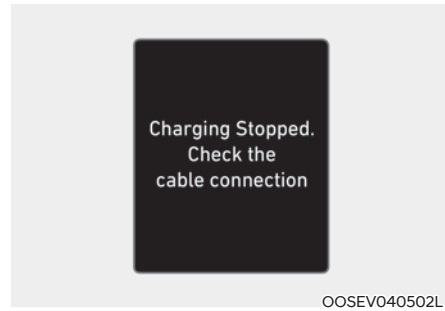 Charging Stopped.
Check the
cable connection
OOSEV040502L